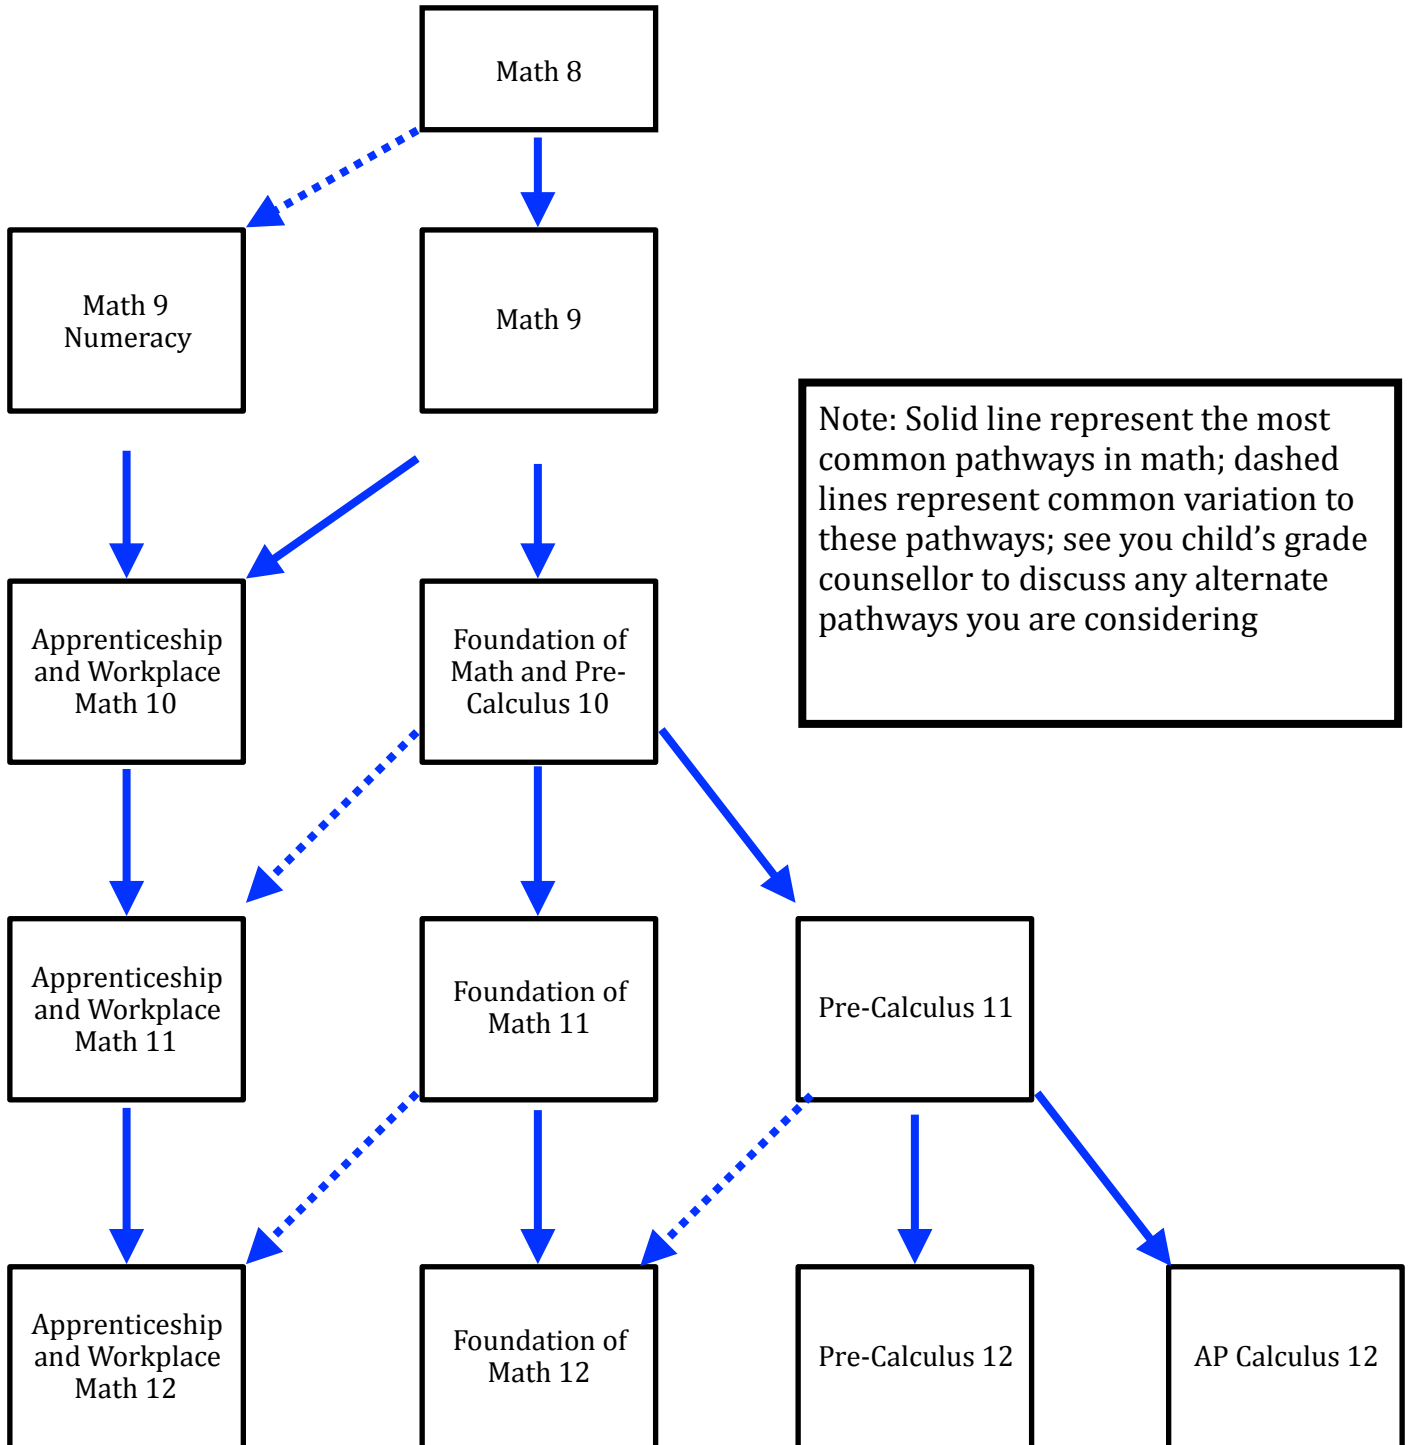 Math 8
Math 9
Numeracy
Math 9
Note: Solid line represent the most
common pathways in math; dashed
lines represent common variation to
these pathways; see you child’s grade
counsellor to discuss any alternate
pathways you are considering
Apprenticeship
and Workplace
Math 10
Foundation of
Math and Pre-
Calculus 10
Apprenticeship
and Workplace
Math 11
Foundation of
Math 11
Pre-Calculus 11
Apprenticeship
and Workplace
Math 12
Foundation of
Math 12
Pre-Calculus 12
AP Calculus 12